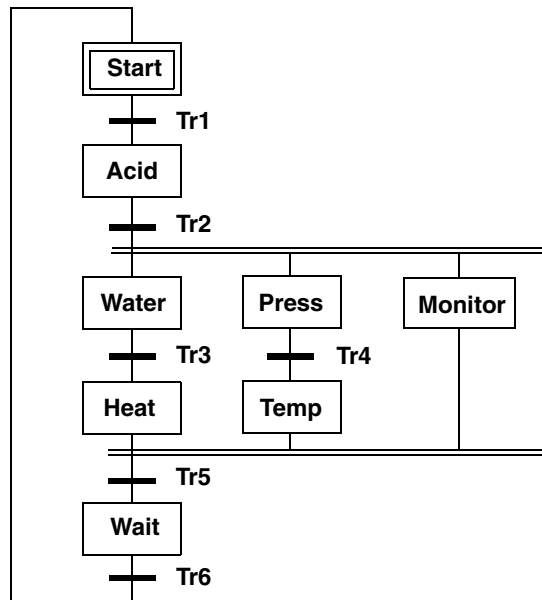 Start
Tr1
Acid
Tr2
Water
Press
Monitor
Tr3
Tr4
Heat
Temp
Tr5
Wait
Tr6